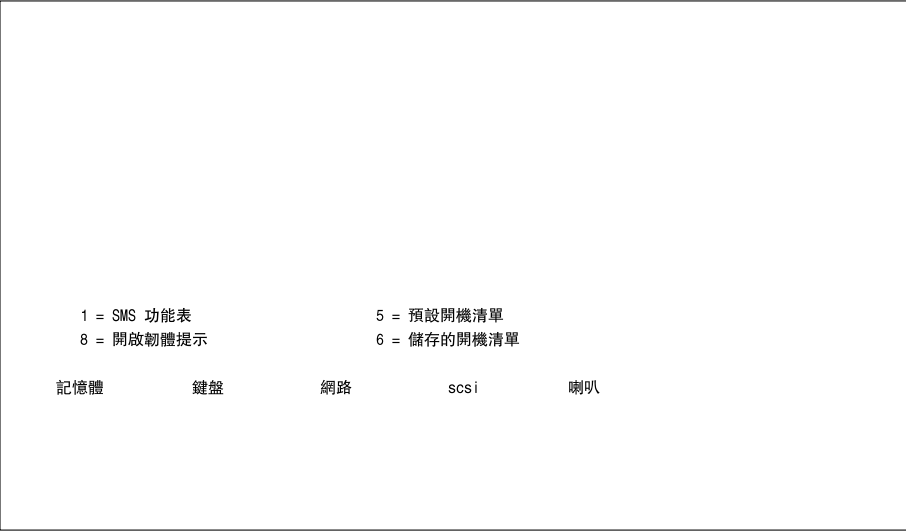 1 = SMS 功能表 5 = 預設開機清單
8 = 開啟韌體提示 6 = 儲存的開機清單
記憶體 鍵盤 網路 scsi 喇叭